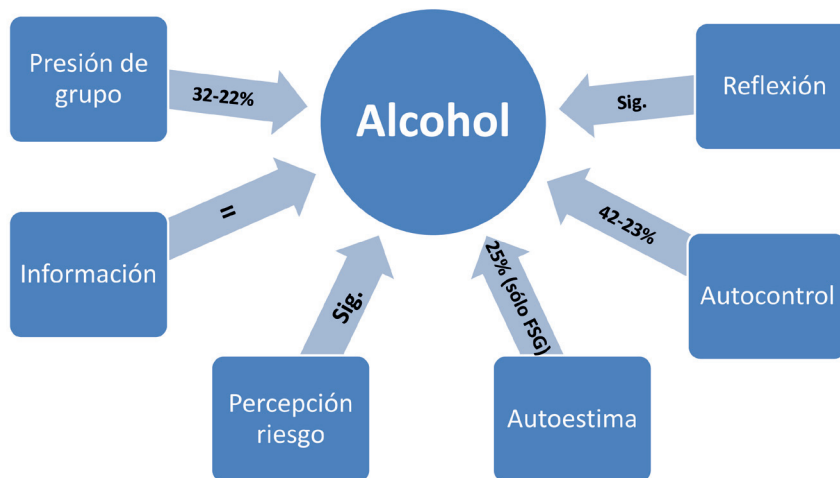 Presión de
grupo
32-22%
Alcohol
Reflexión
Sig.
Información
=
42-23%
Autocontrol
Sig.
25% (sólo FSG)
Percepción
riesgo
Autoestima